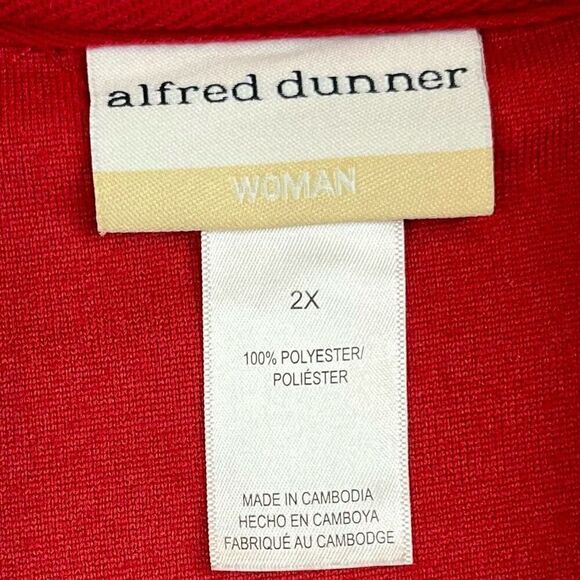 alfred dunner
WOMAN
2X
100% POLYESTER/
POLIÉSTER
MADE IN CAMBODIA
HECHO EN CAMBOYA
FABRIQUÉ AU CAMBODGE